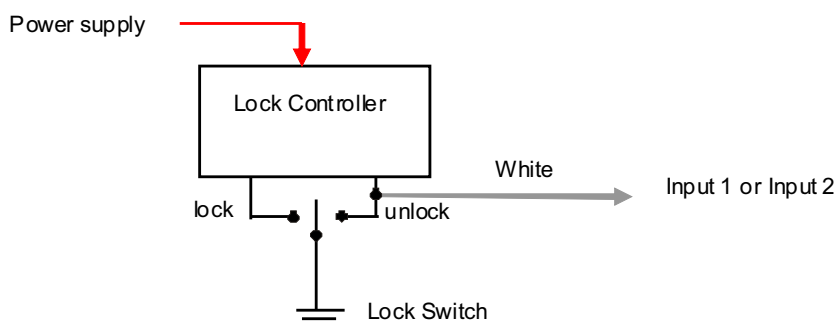 Power supply
Lock Controller
White
Input 1 or Input 2
lock
unlock
Lock Switch